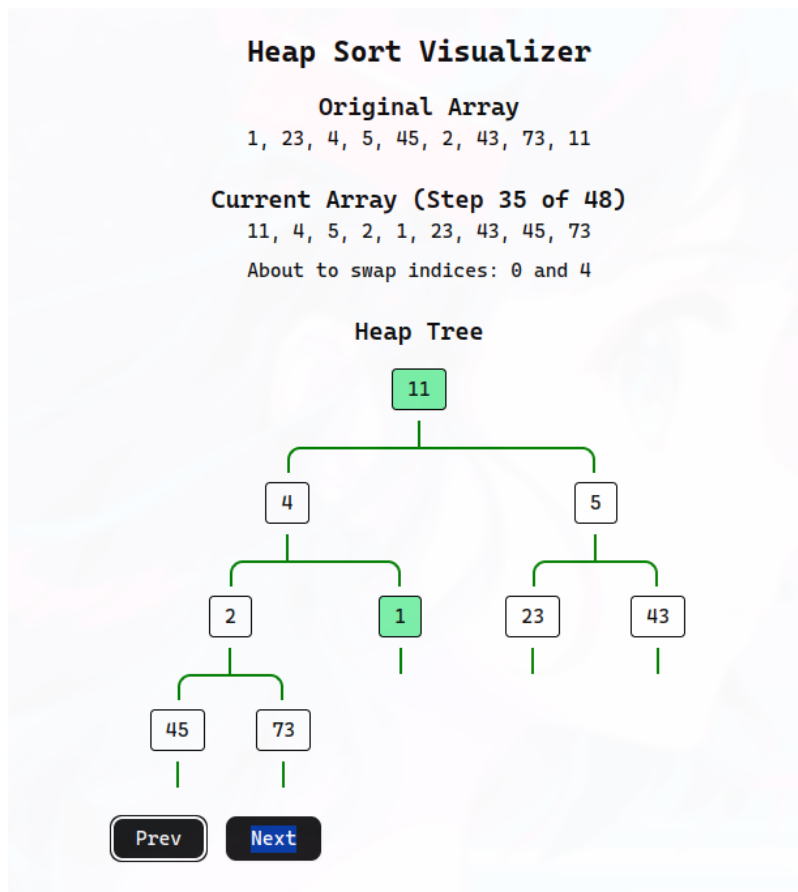 Heap Sort Visualizer
Original Array
1, 23, 4, 5, 45, 2, 43, 73, 11
Current Array (Step 35 of 48)
11, 4, 5, 2, 1, 23, 43, 45, 73
About to swap indices: 0 and 4
Heap Tree
11
4 5
2 1 23 43
45 73
Prev Next